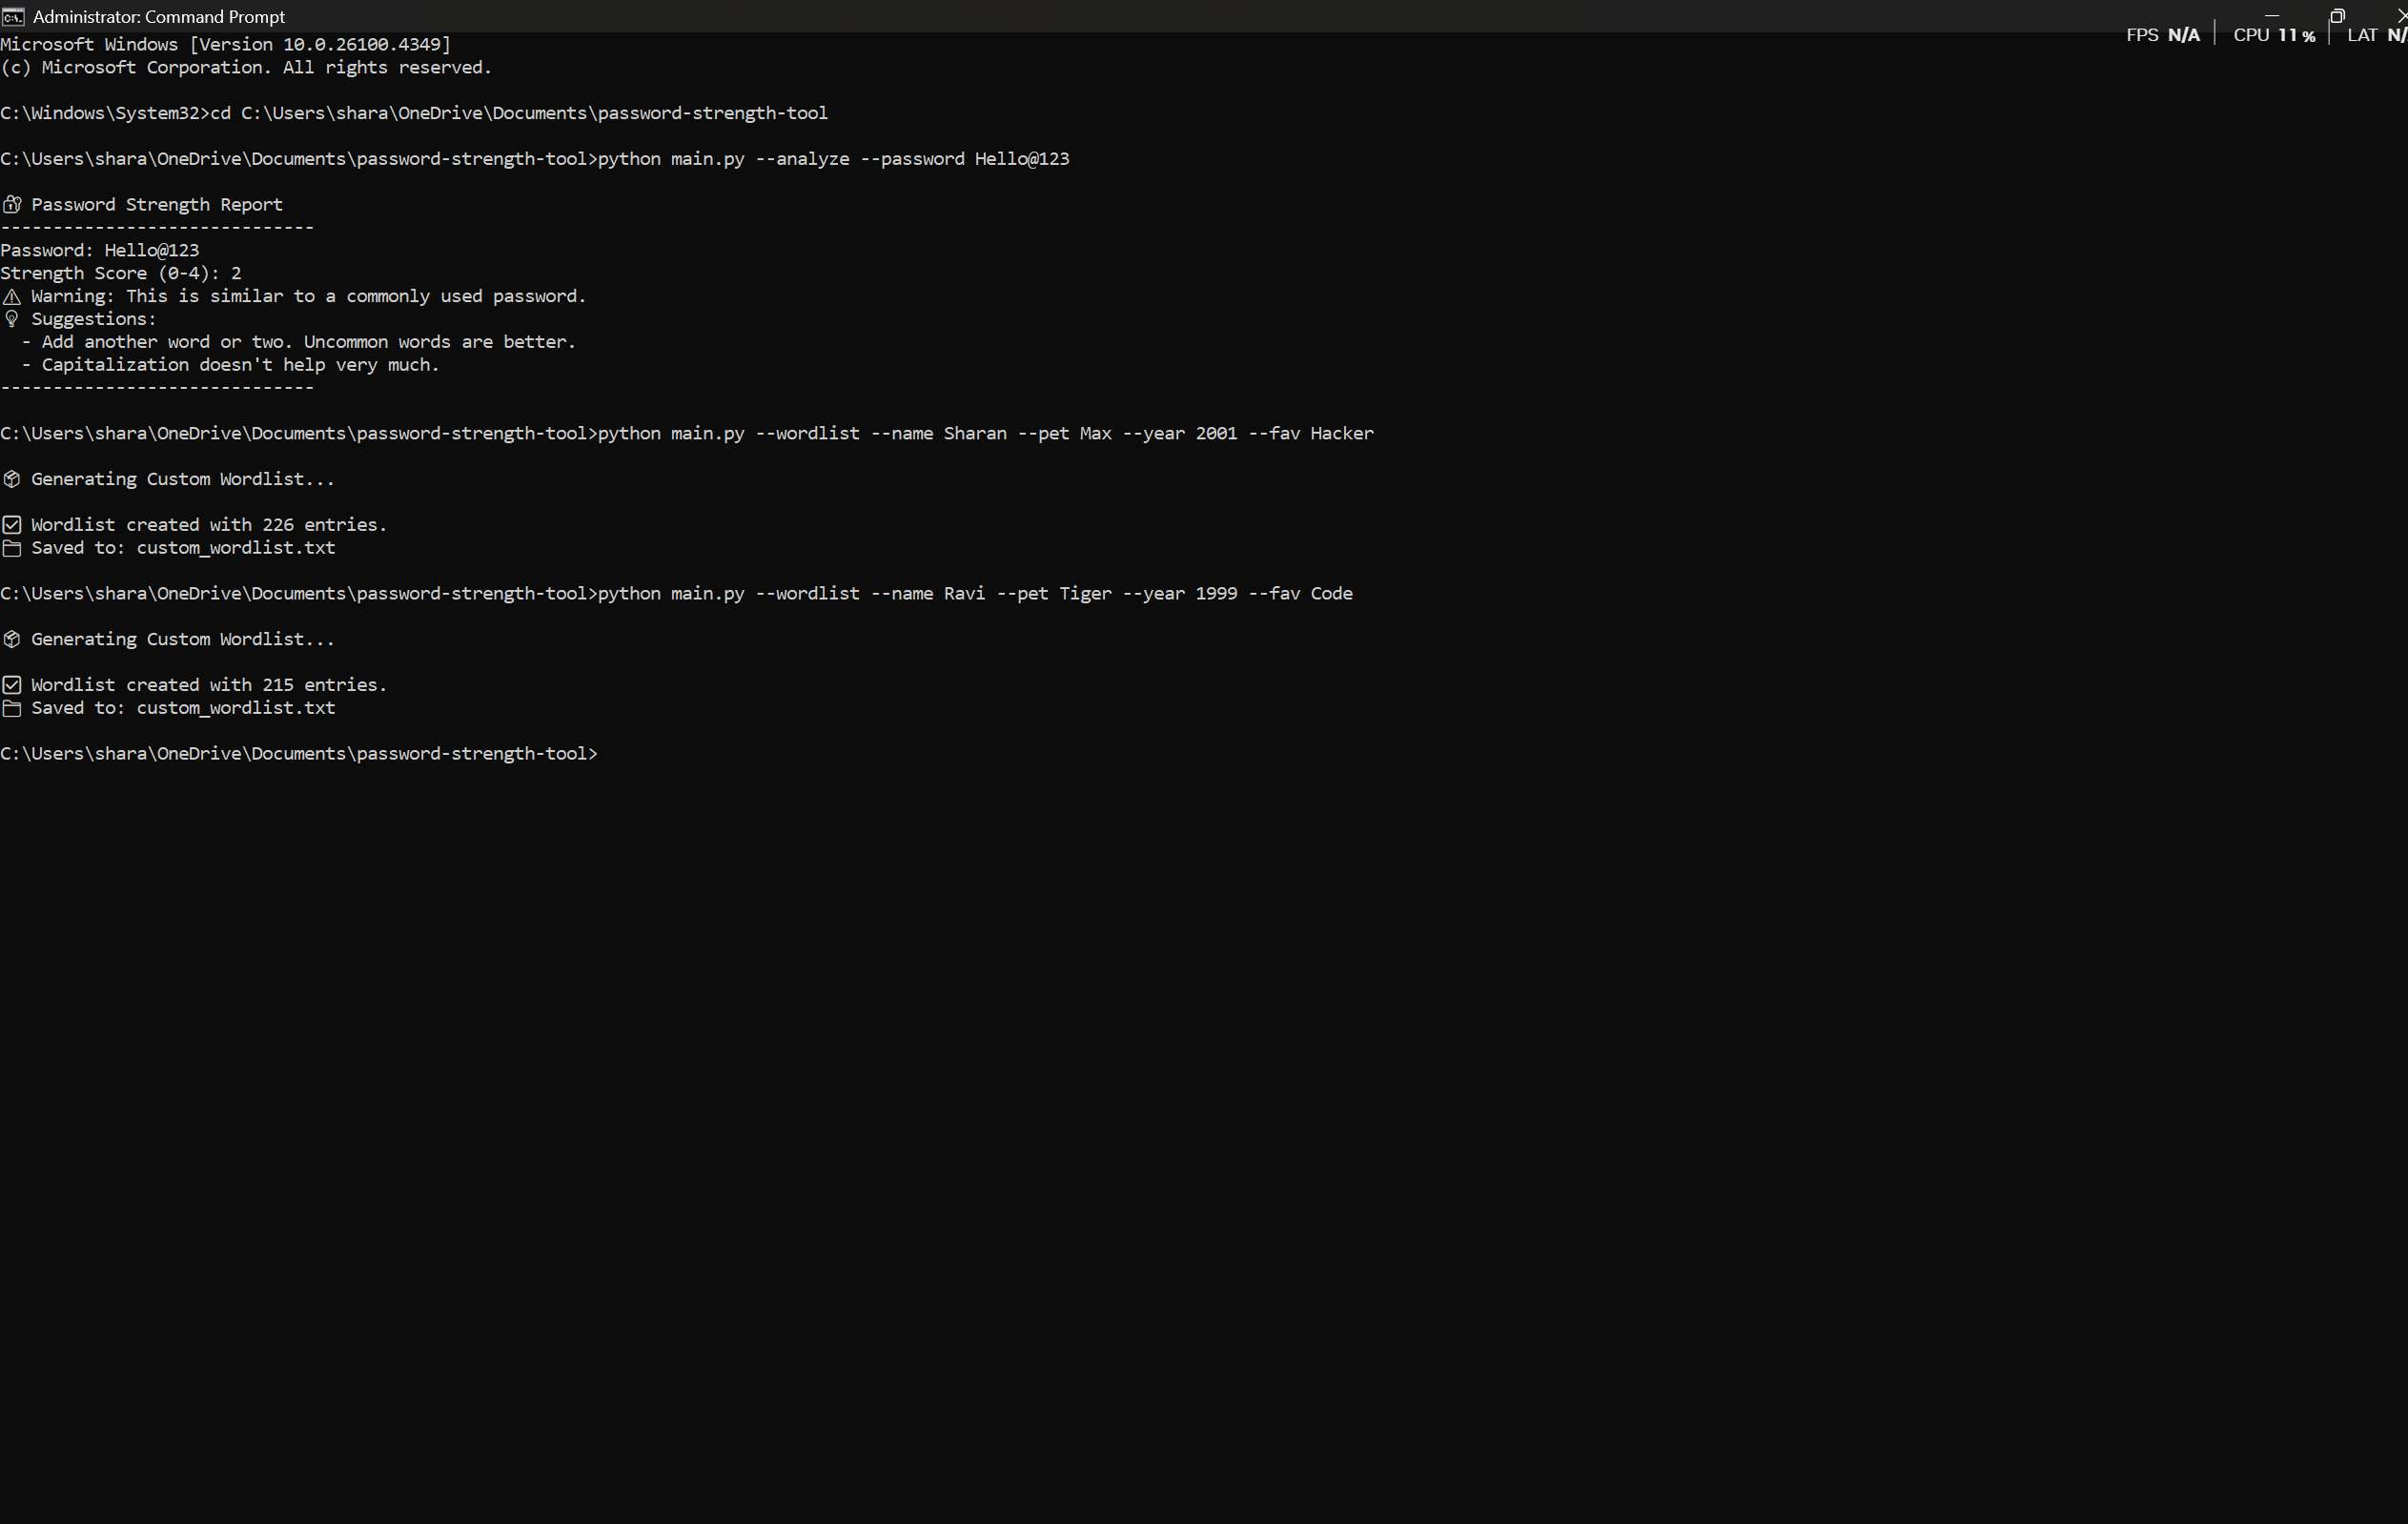 Administrator: Command Prompt
FPS N/A | CPU 11 % | LAT N/
Microsoft Windows [Version 10.0.26100.4349]
(c) Microsoft Corporation. All rights reserved.
C:\Windows\System32>cd C:\Users\shara\OneDrive\Documents\password-strength-tool
C:\Users\shara\OneDrive\Documents\password-strength-tool>python main.py --analyze --password Hello@123
🔐 Password Strength Report
------------------------------
Password: Hello@123
Strength Score (0-4): 2
⚠ Warning: This is similar to a commonly used password.
💡 Suggestions:
- Add another word or two. Uncommon words are better.
- Capitalization doesn't help very much.
------------------------------
C:\Users\shara\OneDrive\Documents\password-strength-tool>python main.py --wordlist --name Sharan --pet Max --year 2001 --fav Hacker
📦 Generating Custom Wordlist...
✅ Wordlist created with 226 entries.
📁 Saved to: custom_wordlist.txt
C:\Users\shara\OneDrive\Documents\password-strength-tool>python main.py --wordlist --name Ravi --pet Tiger --year 1999 --fav Code
📦 Generating Custom Wordlist...
✅ Wordlist created with 215 entries.
📁 Saved to: custom_wordlist.txt
C:\Users\shara\OneDrive\Documents\password-strength-tool>